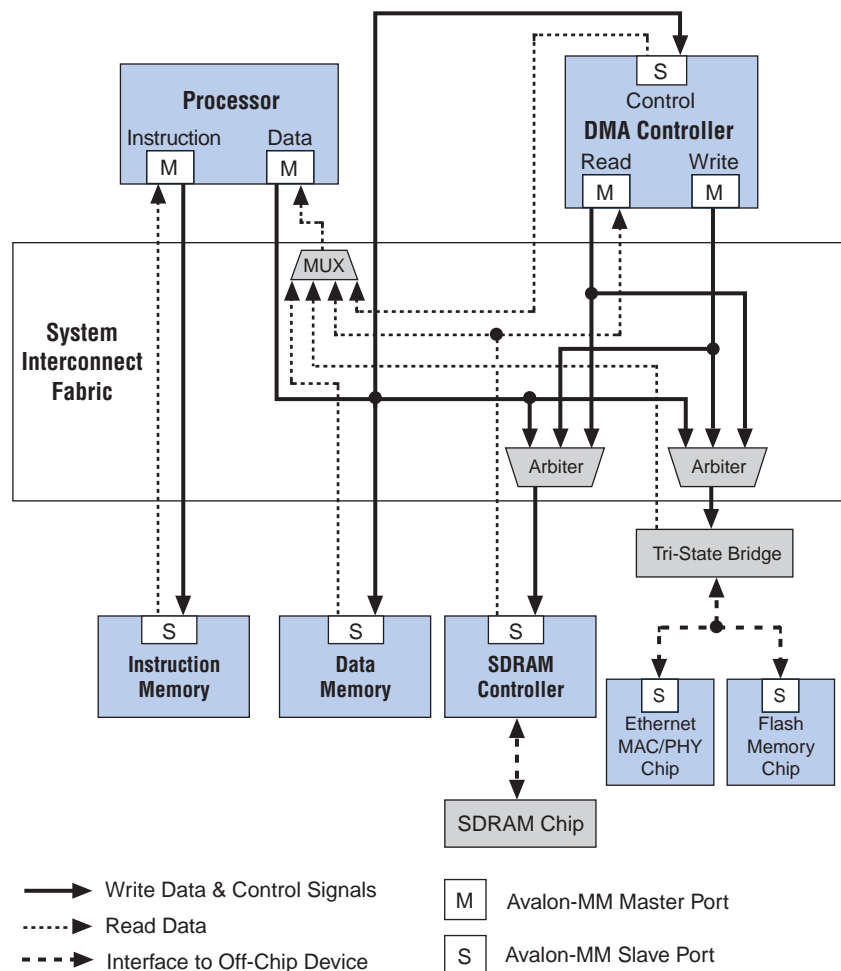 S
Control
DMA Controller
Read
Write
M
M
Processor
Instruction
Data
M
M
MUX
System
Interconnect
Fabric
Arbiter
Arbiter
Tri-State Bridge
S
Instruction
Memory
S
Data
Memory
S
SDRAM
Controller
S
Ethernet
MAC/PHY
Chip
S
Flash
Memory
Chip
SDRAM Chip
Write Data & Control Signals
Read Data
Interface to Off-Chip Device
M
Avalon-MM Master Port
S
Avalon-MM Slave Port